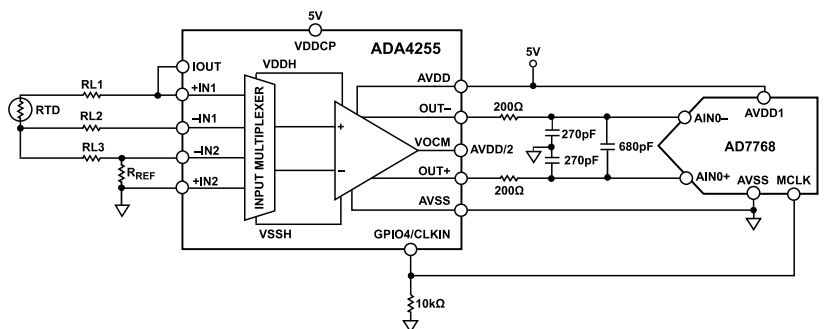 5V
VDDCP
ADA4255
IOUT
VDDH
AVDD
5V
RL1
+IN1
OUT–
200Ω
AVDD1
RTD
RL2
–IN1
INPUT MULTIPLEXER
+
–
VOCM
AVDD/2
270pF
270pF
680pF
AIN0–
AD7768
RL3
–IN2
RREF
+IN2
OUT+
200Ω
AIN0+
AVSS
MCLK
AVSS
VSSH
GPIO4/CLKIN
10kΩ